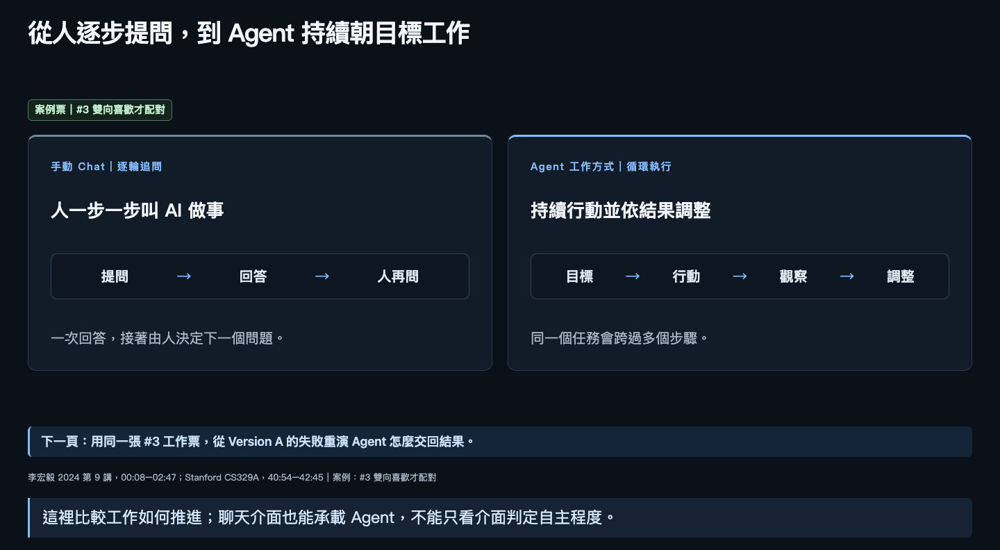 從人逐步提問，到 Agent 持續朝目標工作
案例票｜#3 雙向喜歡才配對
手動 Chat｜逐輪追問
人一步一步叫 AI 做事
提問 → 回答 → 人再問
一次回答，接著由人決定下一個問題。
Agent 工作方式｜循環執行
持續行動並依結果調整
目標 → 行動 → 觀察 → 調整
同一個任務會跨過多個步驟。
下一頁：用同一張 #3 工作票，從 Version A 的失敗重演 Agent 怎麼交回結果。
李宏毅 2024 第 9 講，00:08–02:47；Stanford CS329A，40:54–42:45｜案例：#3 雙向喜歡才配對
這裡比較工作如何推進；聊天介面也能承載 Agent，不能只看介面判定自主程度。